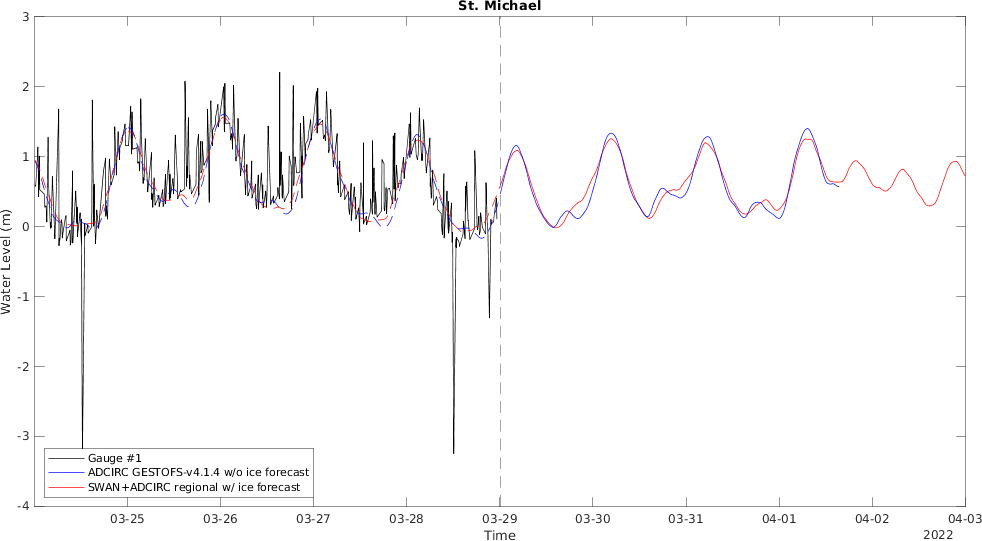 St. Michael
3
2
1
0
-1
-2
-3
-4
Water Level (m)
Gauge #1
ADCIRC GESTOFS-v4.1.4 w/o ice forecast
SWAN+ADCIRC regional w/ ice forecast
03-25 03-26 03-27 03-28 03-29 03-30 03-31 04-01 04-02 04-03
Time
2022